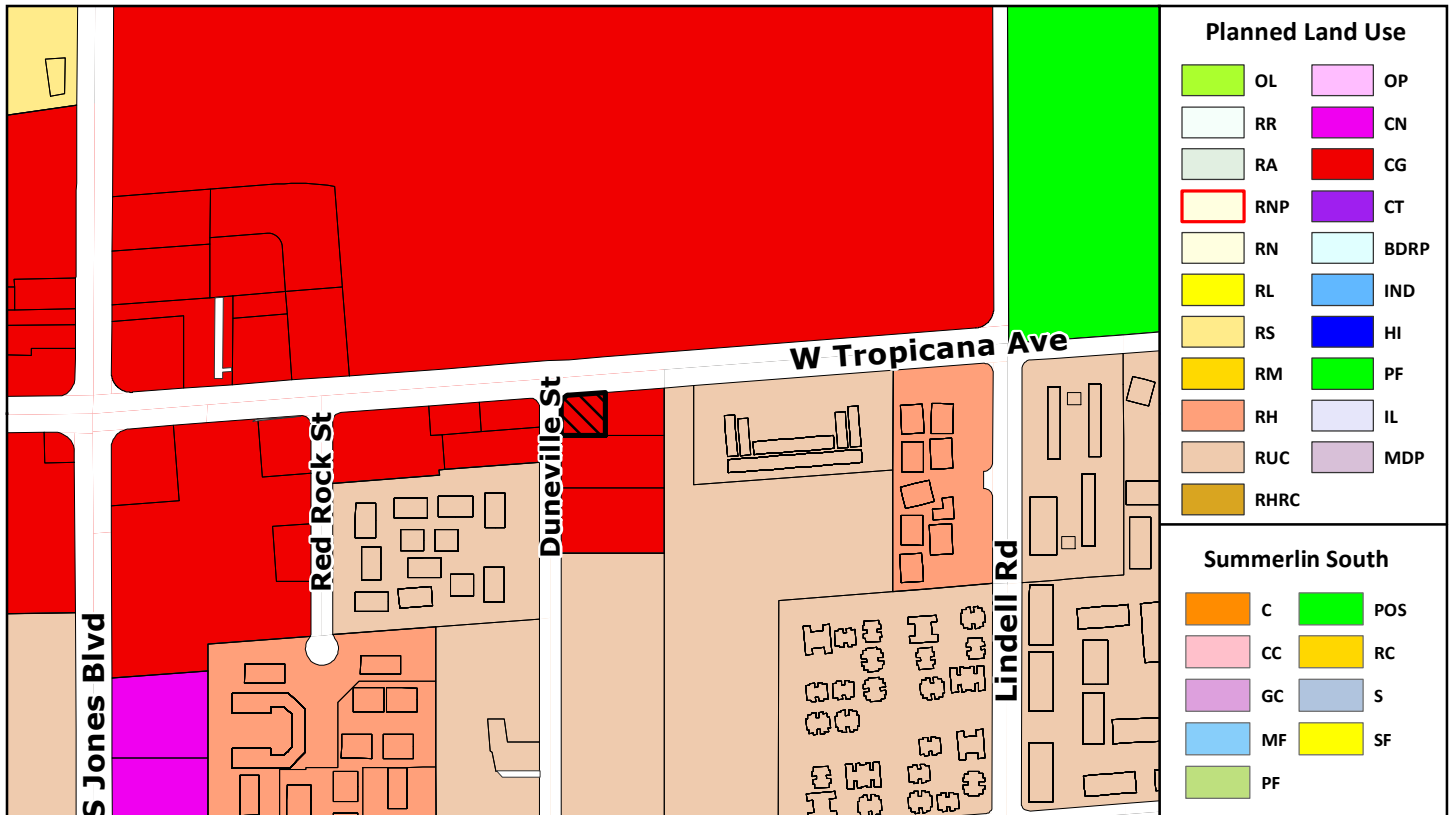 W Tropicana Ave
Duneville St
Red Rock St
Lindell Rd
S Jones Blvd
Planned Land Use
OL
OP
RR
CN
RA
CG
RNP
CT
RN
BDRP
RL
IND
RS
HI
RM
PF
RH
IL
RUC
MDP
RHRC
Summerlin South
C
POS
CC
RC
GC
S
MF
SF
PF